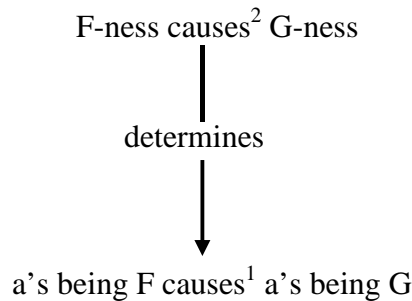 F-ness causes² G-ness
determines
a's being F causes¹ a's being G